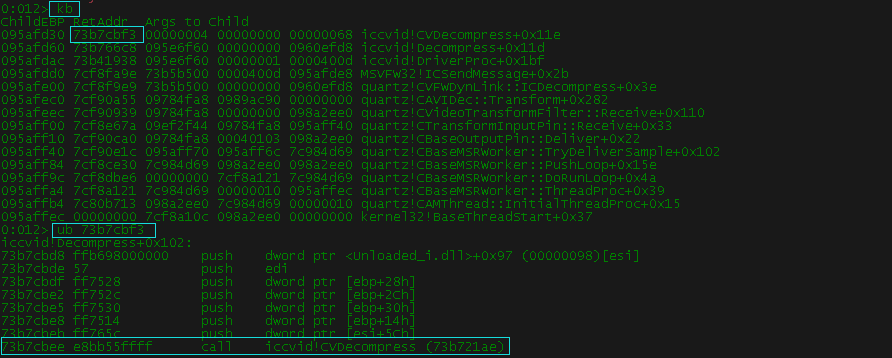 0:012> kb
ChildEBP RetAddr  Args to Child
095afd30 73b7cbf3 00000004 00000000 00000068 iccvid!CVDecompress+0x11e
095afd60 73b766c8 095e6f60 00000000 0960efd8 iccvid!Decompress+0x11d
095afdac 73b41938 095e6f60 00000001 0000400d iccvid!DriverProc+0x1bf
095afdd0 7cf8fa9e 73b5b500 0000400d 095afde8 MSVFW32!ICSendMessage+0x2b
095afe00 7cf8f9e9 73b5b500 00000000 0960efd8 quartz!CVFWDynLink::ICDecompress+0x3e
095afec0 7cf90a55 09784fa8 0989ac90 00000000 quartz!CAVIDec::Transform+0x282
095afeec 7cf90939 09784fa8 00000000 098a2ee0 quartz!CVideoTransformFilter::Receive+0x110
095aff00 7cf8e67a 09ef2f44 09784fa8 095aff40 quartz!CTransformInputPin::Receive+0x33
095aff10 7cf90ca0 09784fa8 00040103 098a2ee0 quartz!CBaseOutputPin::Deliver+0x22
095aff40 7cf90e1c 095aff70 095aff6c 7c984d69 quartz!CBaseMSRWorker::TryDeliverSample+0x102
095aff84 7cf8ce30 7c984d69 098a2ee0 098a2ee0 quartz!CBaseMSRWorker::PushLoop+0x15e
095aff9c 7cf8dbe6 00000000 7cf8a121 7c984d69 quartz!CBaseMSRWorker::DoRunLoop+0x4a
095affa4 7cf8a121 7c984d69 00000010 095affec quartz!CBaseMSRWorker::ThreadProc+0x39
095affb4 7c80b713 098a2ee0 7c984d69 00000010 quartz!CAMThread::InitialThreadProc+0x15
095affec 00000000 7cf8a10c 098a2ee0 00000000 kernel32!BaseThreadStart+0x37
0:012> ub 73b7cbf3
iccvid!Decompress+0x102:
73b7cbd8 ffb698000000 push dword ptr <Unloaded_i.dll>+0x97 (00000098)[esi]
73b7cbde 57 push edi
73b7cbdf ff7528 push dword ptr [ebp+28h]
73b7cbe2 ff752c push dword ptr [ebp+2Ch]
73b7cbe5 ff7530 push dword ptr [ebp+30h]
73b7cbe8 ff7514 push dword ptr [ebp+14h]
73b7cbeb ff765c push dword ptr [esi+5Ch]
73b7cbee e8bb55ffff call iccvid!CVDecompress (73b721ae)